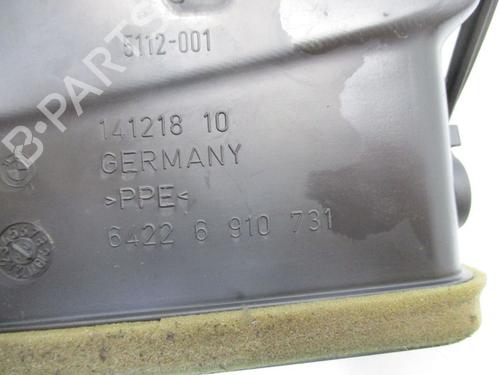 5112-001
B-PARTS
141218 10
GERMANY
>PPE<
6422 6 910 731